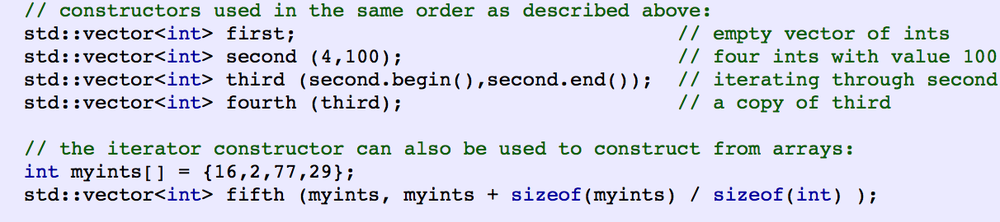 // constructors used in the same order as described above:
std::vector<int> first;                                // empty vector of ints
std::vector<int> second (4,100);                       // four ints with value 100
std::vector<int> third (second.begin(),second.end());  // iterating through second
std::vector<int> fourth (third);                       // a copy of third
// the iterator constructor can also be used to construct from arrays:
int myints[] = {16,2,77,29};
std::vector<int> fifth (myints, myints + sizeof(myints) / sizeof(int) );